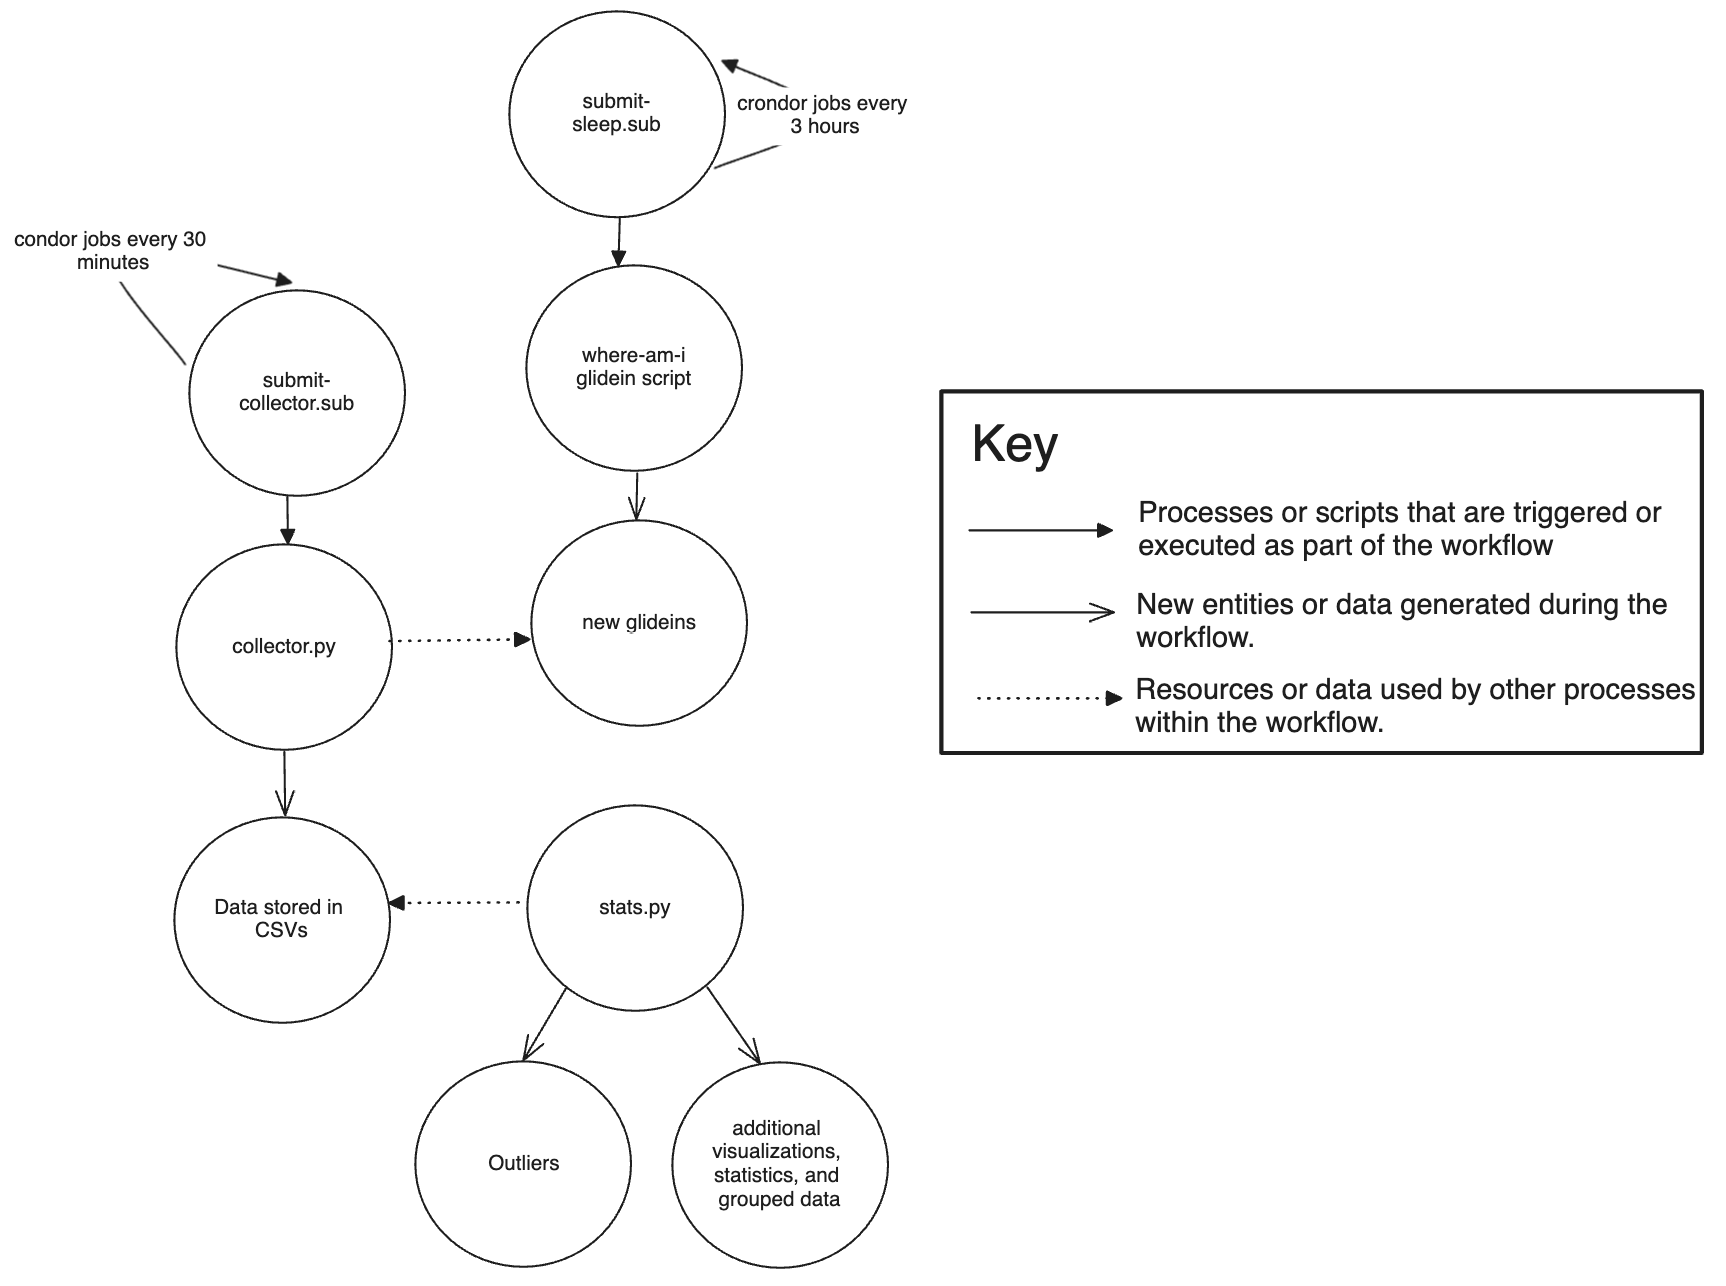 submit-
sleep.sub
crondor jobs every
3 hours
condor jobs every 30
minutes
submit-
collector.sub
where-am-i
glidein script
collector.py
new glideins
Data stored in
CSVs
stats.py
Outliers
additional
visualizations,
statistics, and
grouped data
Key
Processes or scripts that are triggered or
executed as part of the workflow
New entities or data generated during the
workflow.
Resources or data used by other processes
within the workflow.